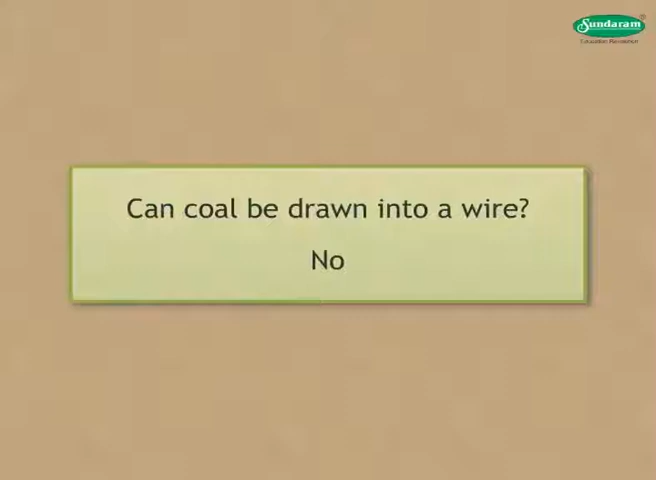 Sundaram
Can coal be drawn into a wire?
No